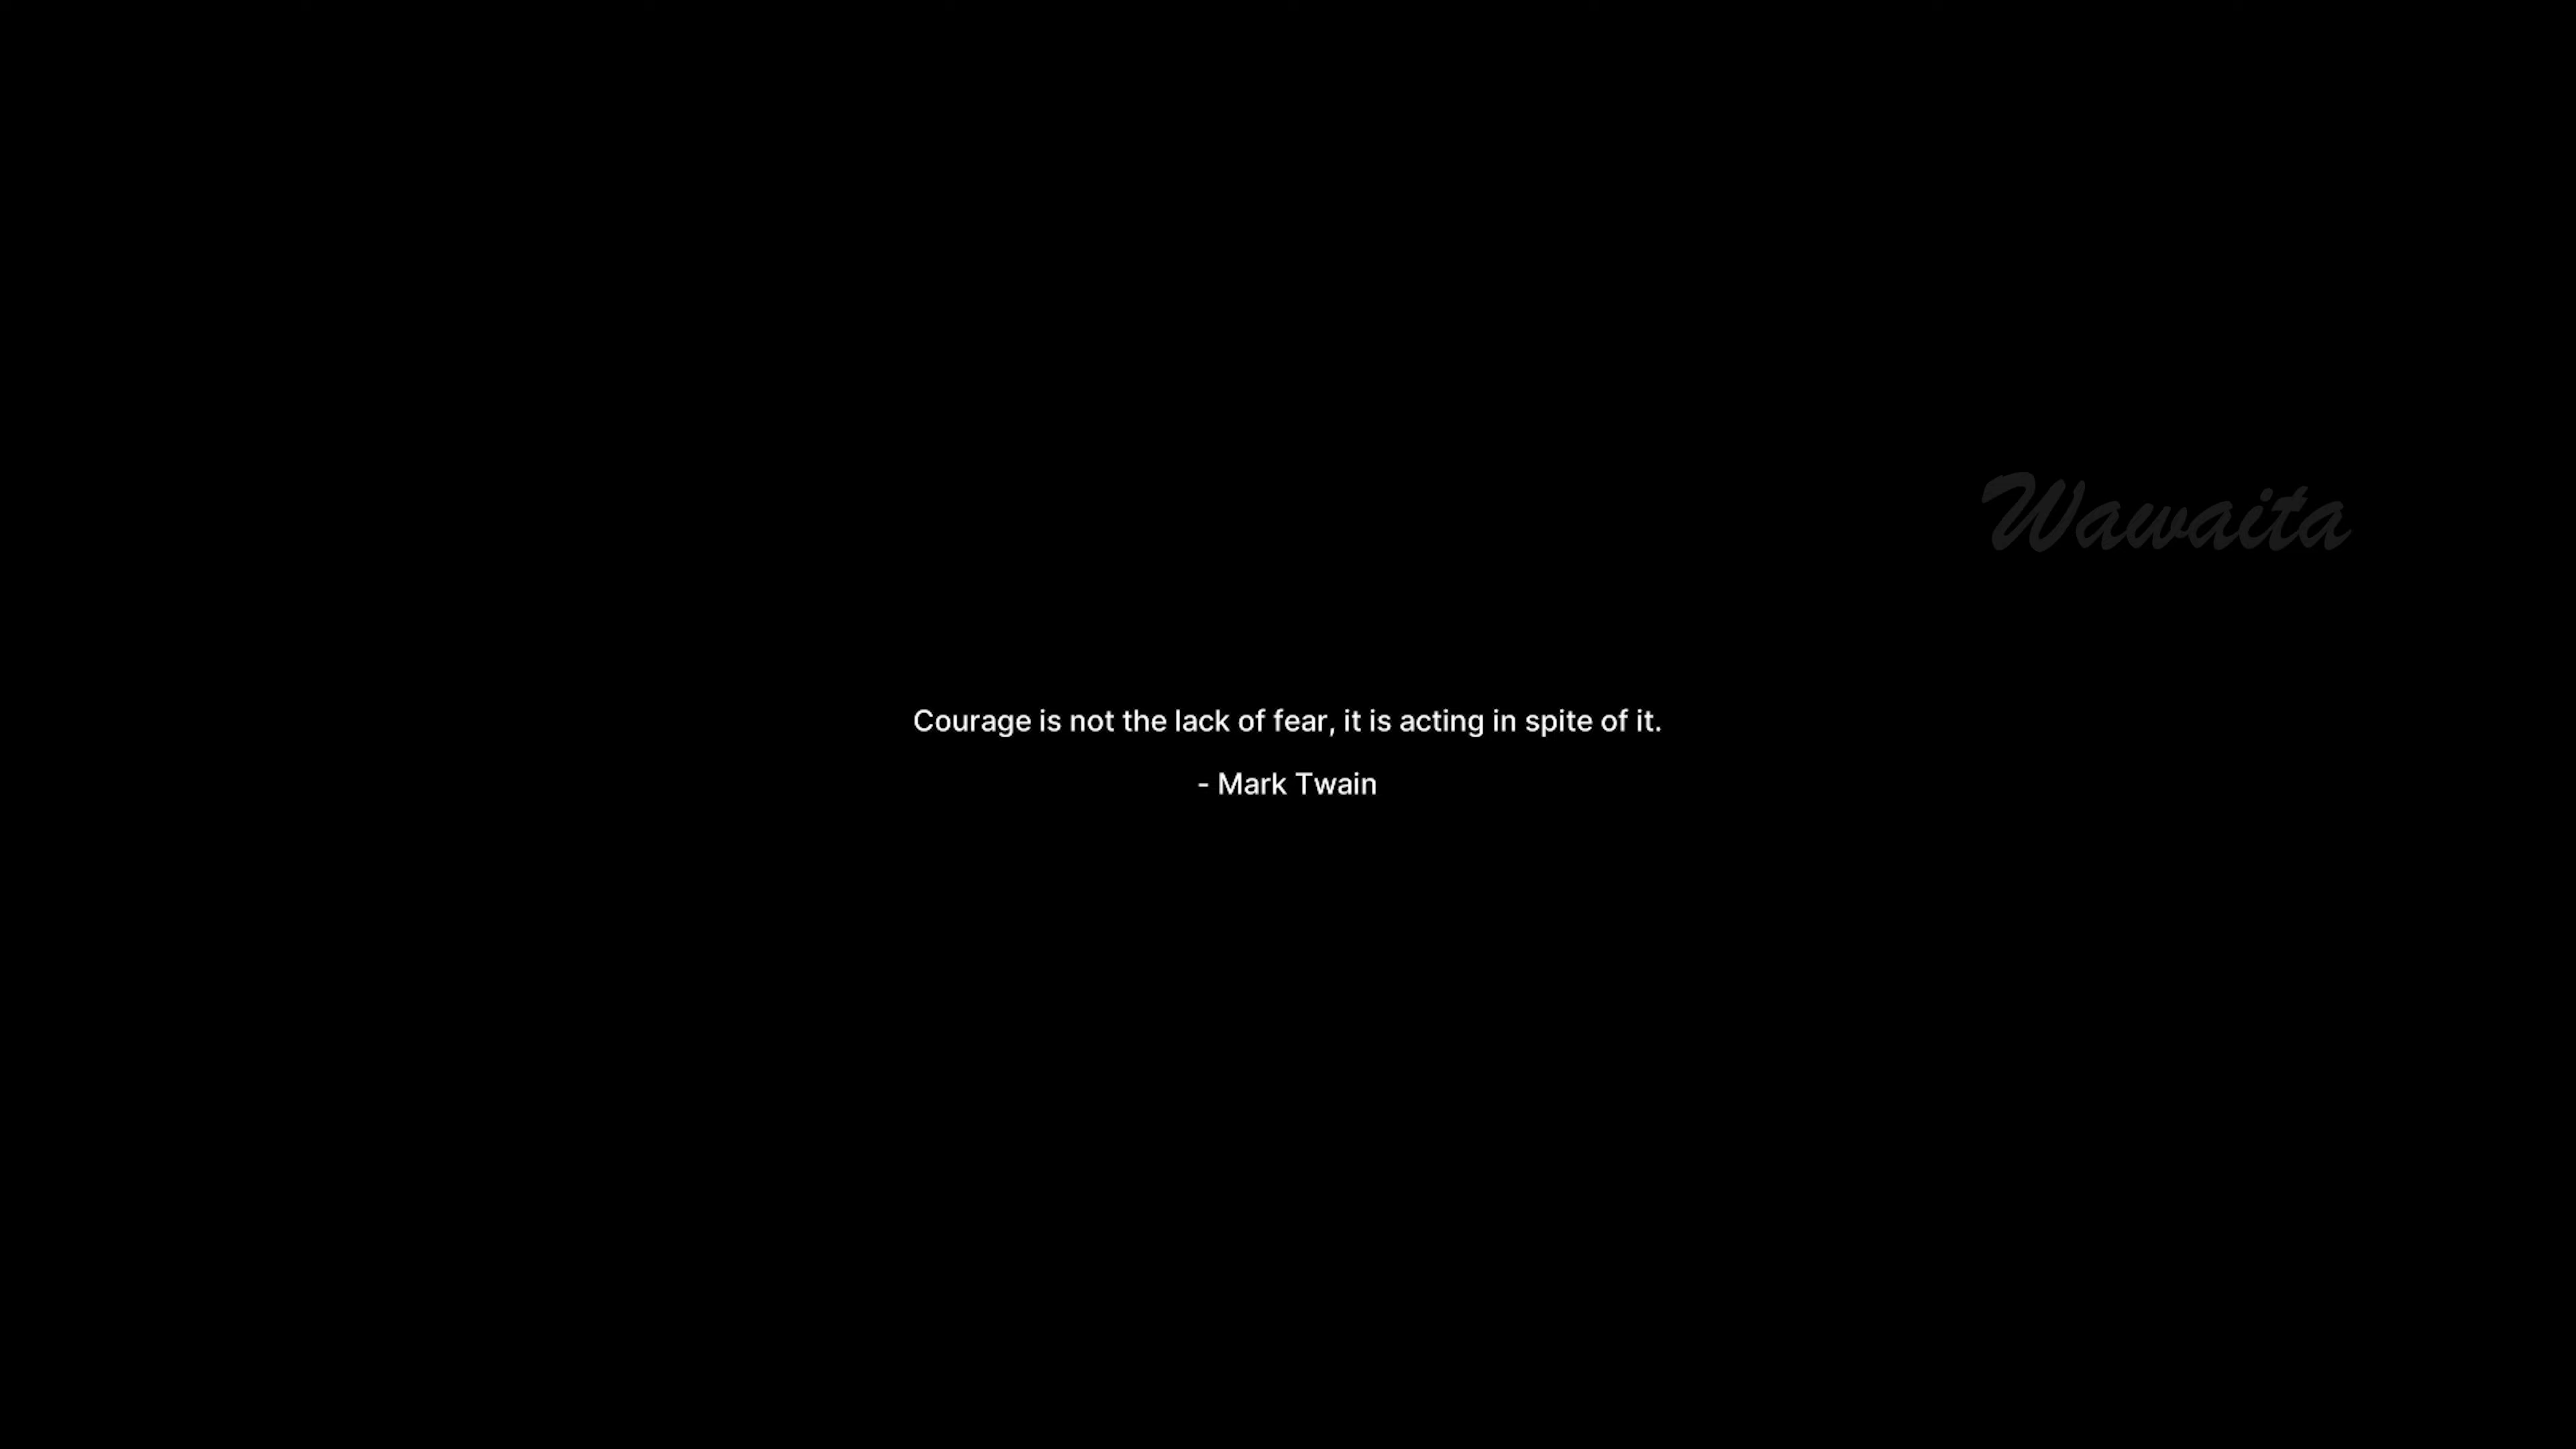 Wawaita
Courage is not the lack of fear, it is acting in spite of it.
- Mark Twain